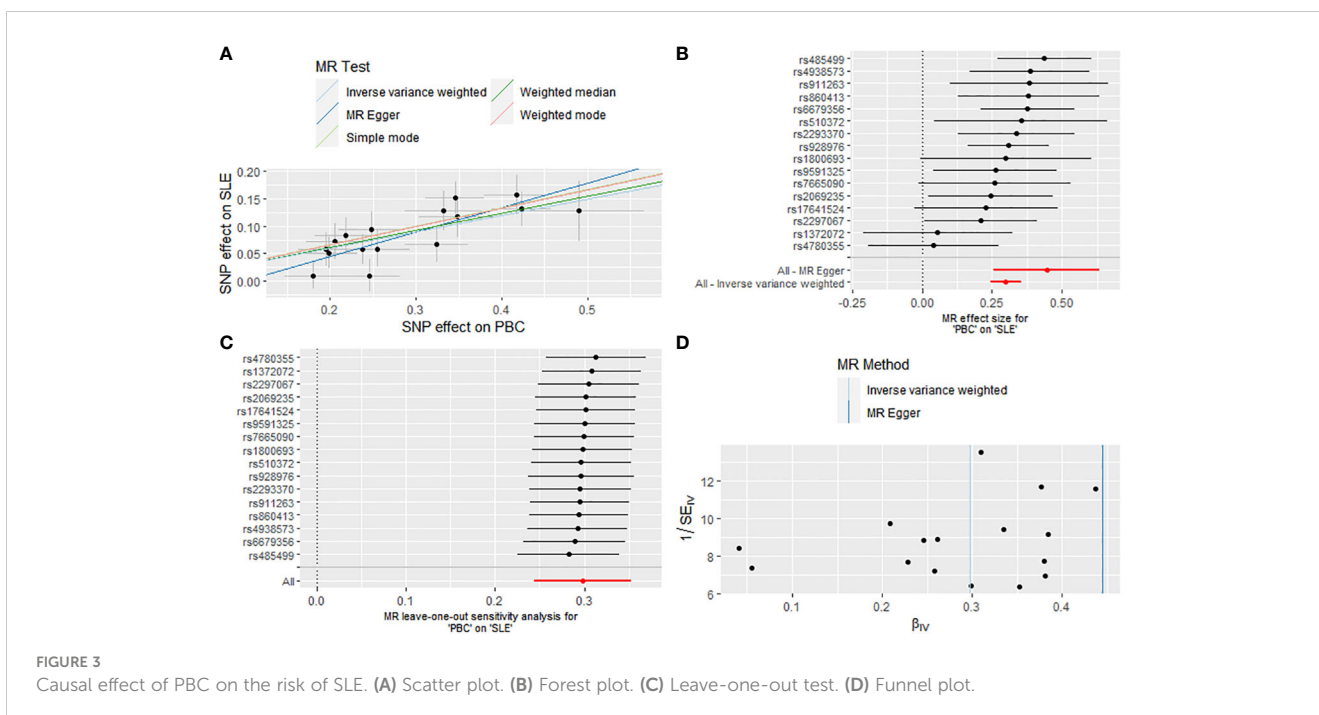 A
MR Test
Inverse variance weighted
Weighted median
MR Egger
Weighted mode
Simple mode
0.20
0.15
0.10
0.05
0.00
SNP effect on SLE
0.2
0.3
0.4
0.5
SNP effect on PBC
B
rs485499
rs4938573
rs911263
rs860413
rs6679356
rs510372
rs2293370
rs928976
rs1800693
rs9591325
rs7665090
rs2069235
rs17641524
rs2297067
rs1372072
rs4780355
All - MR Egger
All - Inverse variance weighted
-0.25
0.00
0.25
0.50
MR effect size for
'PBC' on 'SLE'
C
rs4780355
rs1372072
rs2297067
rs2069235
rs17641524
rs9591325
rs7665090
rs1800693
rs510372
rs928976
rs2293370
rs911263
rs860413
rs4938573
rs6679356
rs485499
All
0.0
0.1
0.2
0.3
MR leave-one-out sensitivity analysis for
'PBC' on 'SLE'
D
MR Method
Inverse variance weighted
MR Egger
12
10
8
6
1 / SE_IV
0.1
0.2
0.3
0.4
β_IV
FIGURE 3
Causal effect of PBC on the risk of SLE. (A) Scatter plot. (B) Forest plot. (C) Leave-one-out test. (D) Funnel plot.